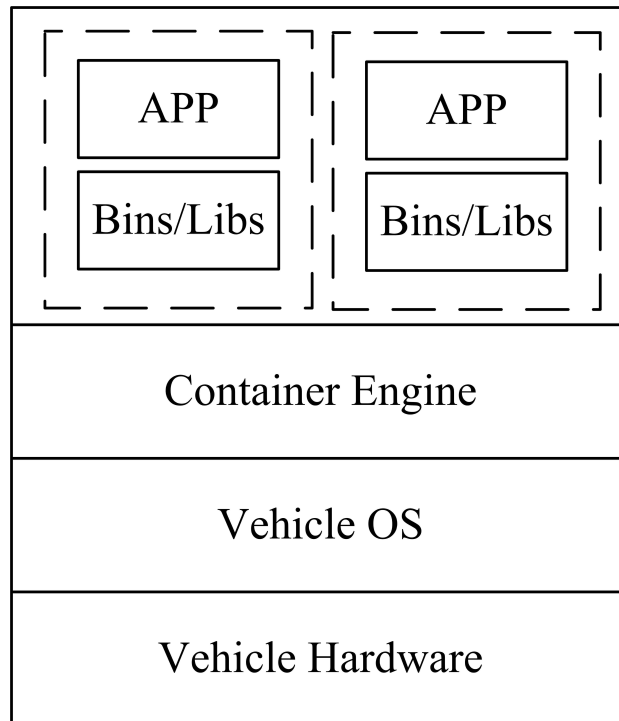 APP
Bins/Libs
APP
Bins/Libs
Container Engine
Vehicle OS
Vehicle Hardware